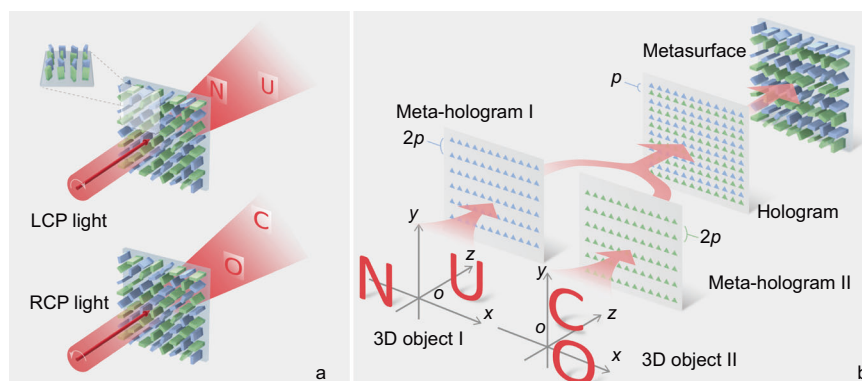 N U
LCP light
C
O
RCP light
a
Metasurface
p
Meta-hologram I
2p
Hologram
2p
Meta-hologram II
y
z
N U
o
x
3D object I
y
C
z
o
x
O
3D object II
b